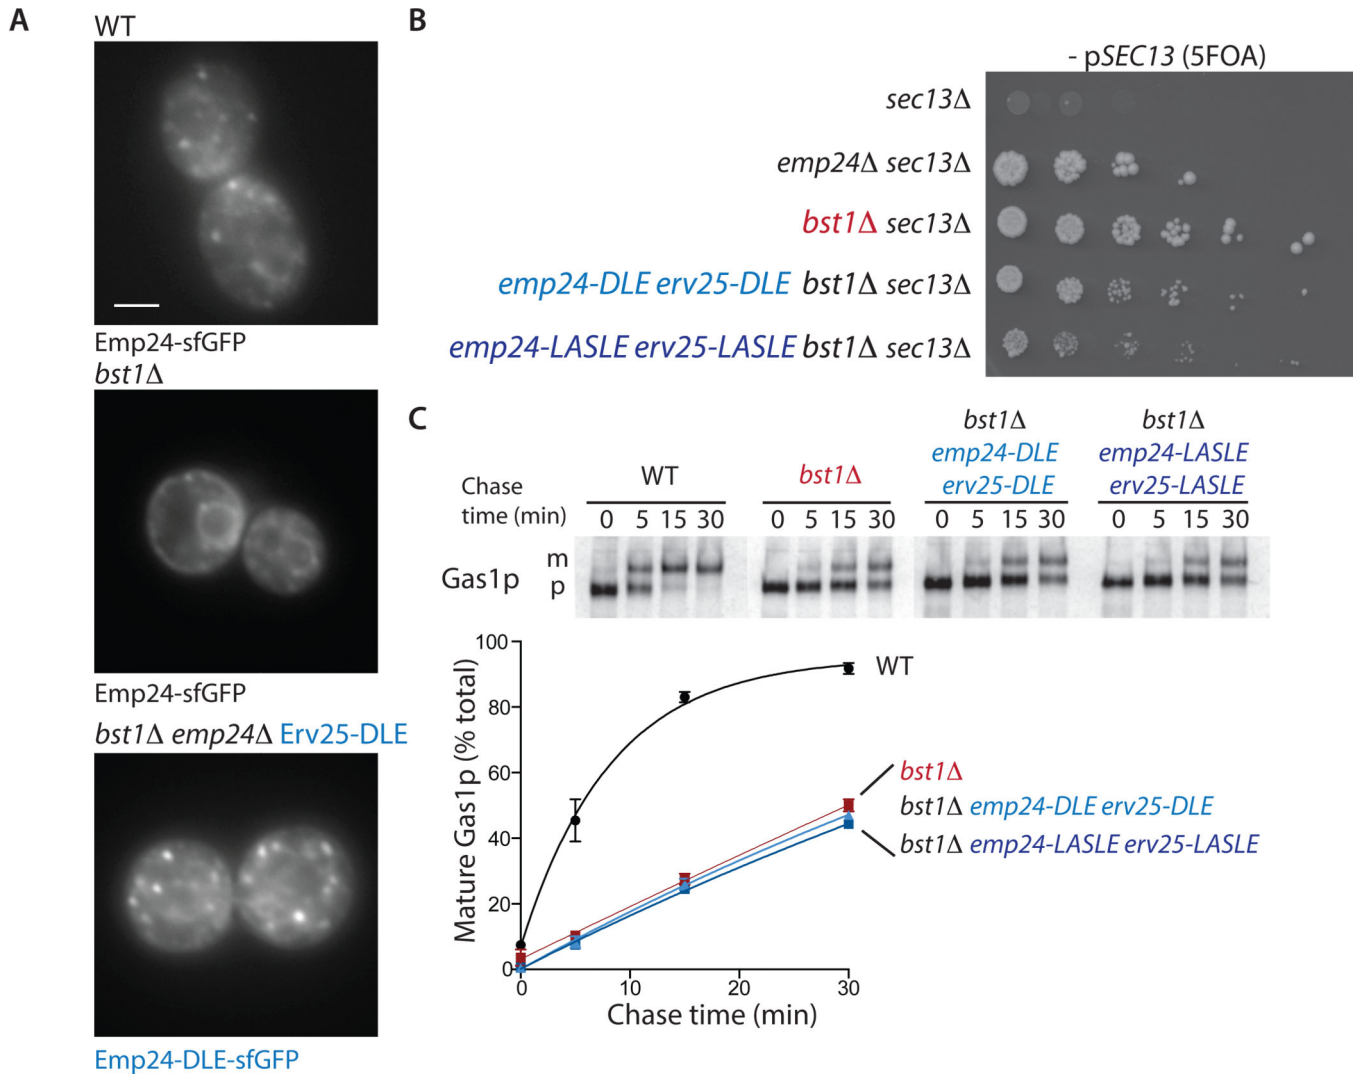 A
WT
Emp24-sfGFP
bst1Δ
Emp24-sfGFP
bst1Δ emp24Δ Erv25-DLE
Emp24-DLE-sfGFP
B
- pSEC13 (5FOA)
sec13Δ
emp24Δ sec13Δ
bst1Δ sec13Δ
emp24-DLE erv25-DLE bst1Δ sec13Δ
emp24-LASLE erv25-LASLE bst1Δ sec13Δ
C
Chase
time (min)
WT
0 5 15 30
bst1Δ
0 5 15 30
bst1Δ
emp24-DLE
erv25-DLE
0 5 15 30
bst1Δ
emp24-LASLE
erv25-LASLE
0 5 15 30
Gas1p
m
p
Mature Gas1p (% total)
100
80
60
40
20
0
0 10 20 30
Chase time (min)
WT
bst1Δ
bst1Δ emp24-DLE erv25-DLE
bst1Δ emp24-LASLE erv25-LASLE